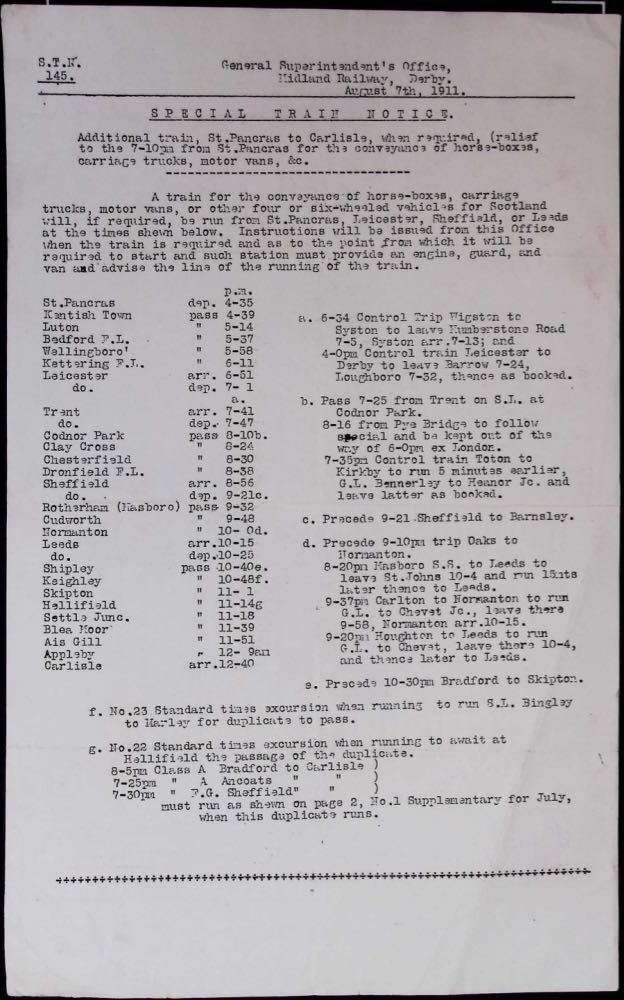 S.T.N.
145.
General Superintendent's Office,
Midland Railway, Derby.
August 7th, 1911.
SPECIAL TRAIN NOTICE.
Additional train, St.Pancras to Carlisle, when required, (relief
to the 7-10pm from St.Pancras for the conveyance of horse-boxes,
carriage trucks, motor vans, &c.
A train for the conveyance of horse-boxes, carriage
trucks, motor vans, or other four or six-wheeled vehicles for Scotland
will, if required, be run from St.Pancras, Leicester, Sheffield, or Leeds
at the times shewn below. Instructions will be issued from this Office
when the train is required and as to the point from which it will be
required to start and such station must provide an engine, guard, and
van and advise the line of the running of the train.
p.m.
St.Pancras dep. 4-35
Kentish Town pass 4-39
Luton " 5-14
Bedford F.L. " 5-37
Wellingboro' " 5-58
Kettering F.L. " 6-11
Leicester arr. 6-51
do. dep. 7- 1
a.
Trent arr. 7-41
do. dep. 7-47
Codnor Park pass 8-10b.
Clay Cross " 8-24
Chesterfield " 8-30
Dronfield F.L. " 8-38
Sheffield arr. 8-56
do. dep. 9-21c.
Rotherham (Masboro) pass 9-32
Cudworth " 9-48
Normanton " 10- 0d.
Leeds arr.10-15
do. dep.10-25
Shipley pass 10-40e.
Keighley " 10-48f.
Skipton " 11- 1
Hellifield " 11-14g
Settle Junc. " 11-18
Blea Moor " 11-39
Ais Gill " 11-51
Appleby " 12- 9am
Carlisle arr.12-40
a. 6-34 Control Trip Wigston to
Syston to leave Humberstone Road
7-5, Syston arr.7-13; and
4-0pm Control train Leicester to
Derby to leave Barrow 7-24,
Loughboro 7-32, thence as booked.
b. Pass 7-25 from Trent on S.L. at
Codnor Park.
8-16 from Pye Bridge to follow
special and be kept out of the
way of 6-0pm ex London.
7-35pm Control train Toton to
Kirkby to run 5 minutes earlier,
G.L. Bennerley to Heanor Jc. and
leave latter as booked.
c. Precede 9-21 Sheffield to Barnsley.
d. Precede 9-10pm trip Oaks to
Normanton.
8-20pm Masboro S.S. to Leeds to
leave St.Johns 10-4 and run 15mts
later thence to Leeds.
9-37pm Carlton to Normanton to run
G.L. to Chevet Jc., leave there
9-58, Normanton arr.10-15.
9-20pm Houghton to Leeds to run
G.L. to Chevet, leave there 10-4,
and thence later to Leeds.
e. Precede 10-30pm Bradford to Skipton.
f. No.23 Standard times excursion when running to run S.L. Bingley
to Marley for duplicate to pass.
g. No.22 Standard times excursion when running to await at
Hellifield the passage of the duplicate.
8-5pm Class A Bradford to Carlisle )
7-25pm " A Ancoats " " )
7-30pm " F.G. Sheffield" " )
must run as shewn on page 2, No.1 Supplementary for July,
when this duplicate runs.